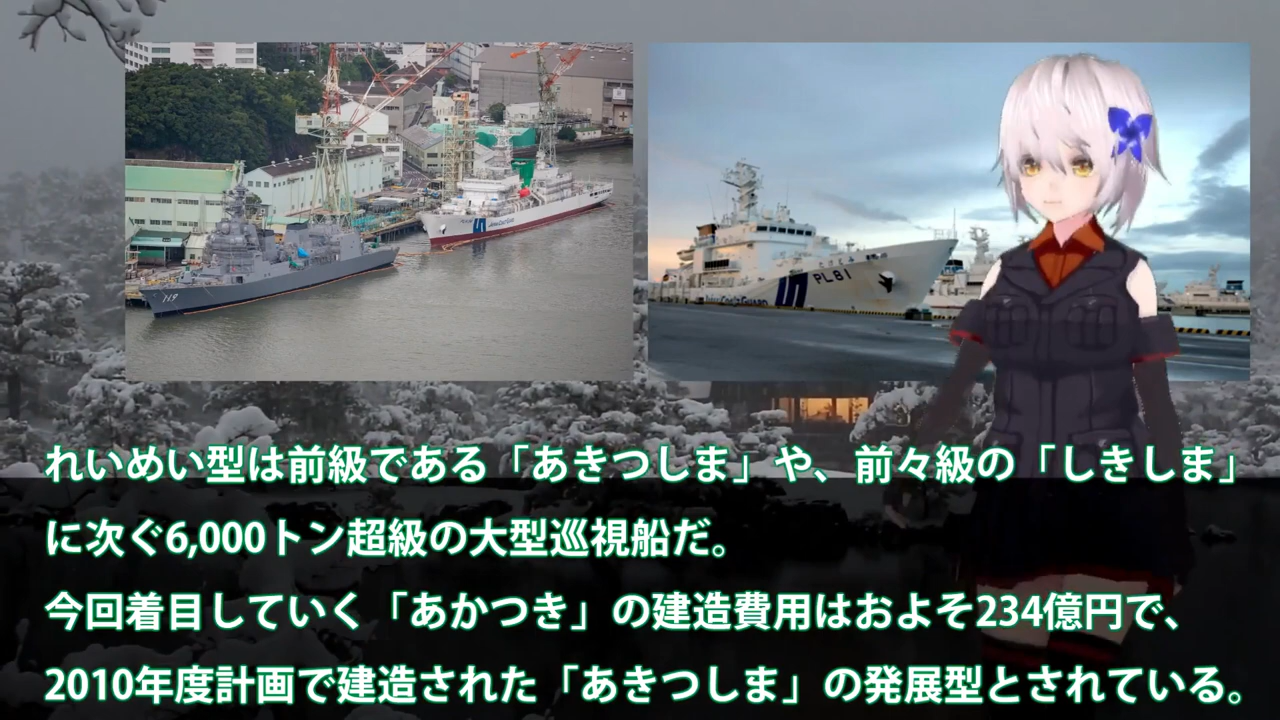 119
PL81
Japan Coast Guard
れいめい型は前級である「あきつしま」や、前々級の「しきしま」
に次ぐ6,000トン超級の大型巡視船だ。
今回着目していく「あかつき」の建造費用はおよそ234億円で、
2010年度計画で建造された「あきつしま」の発展型とされている。